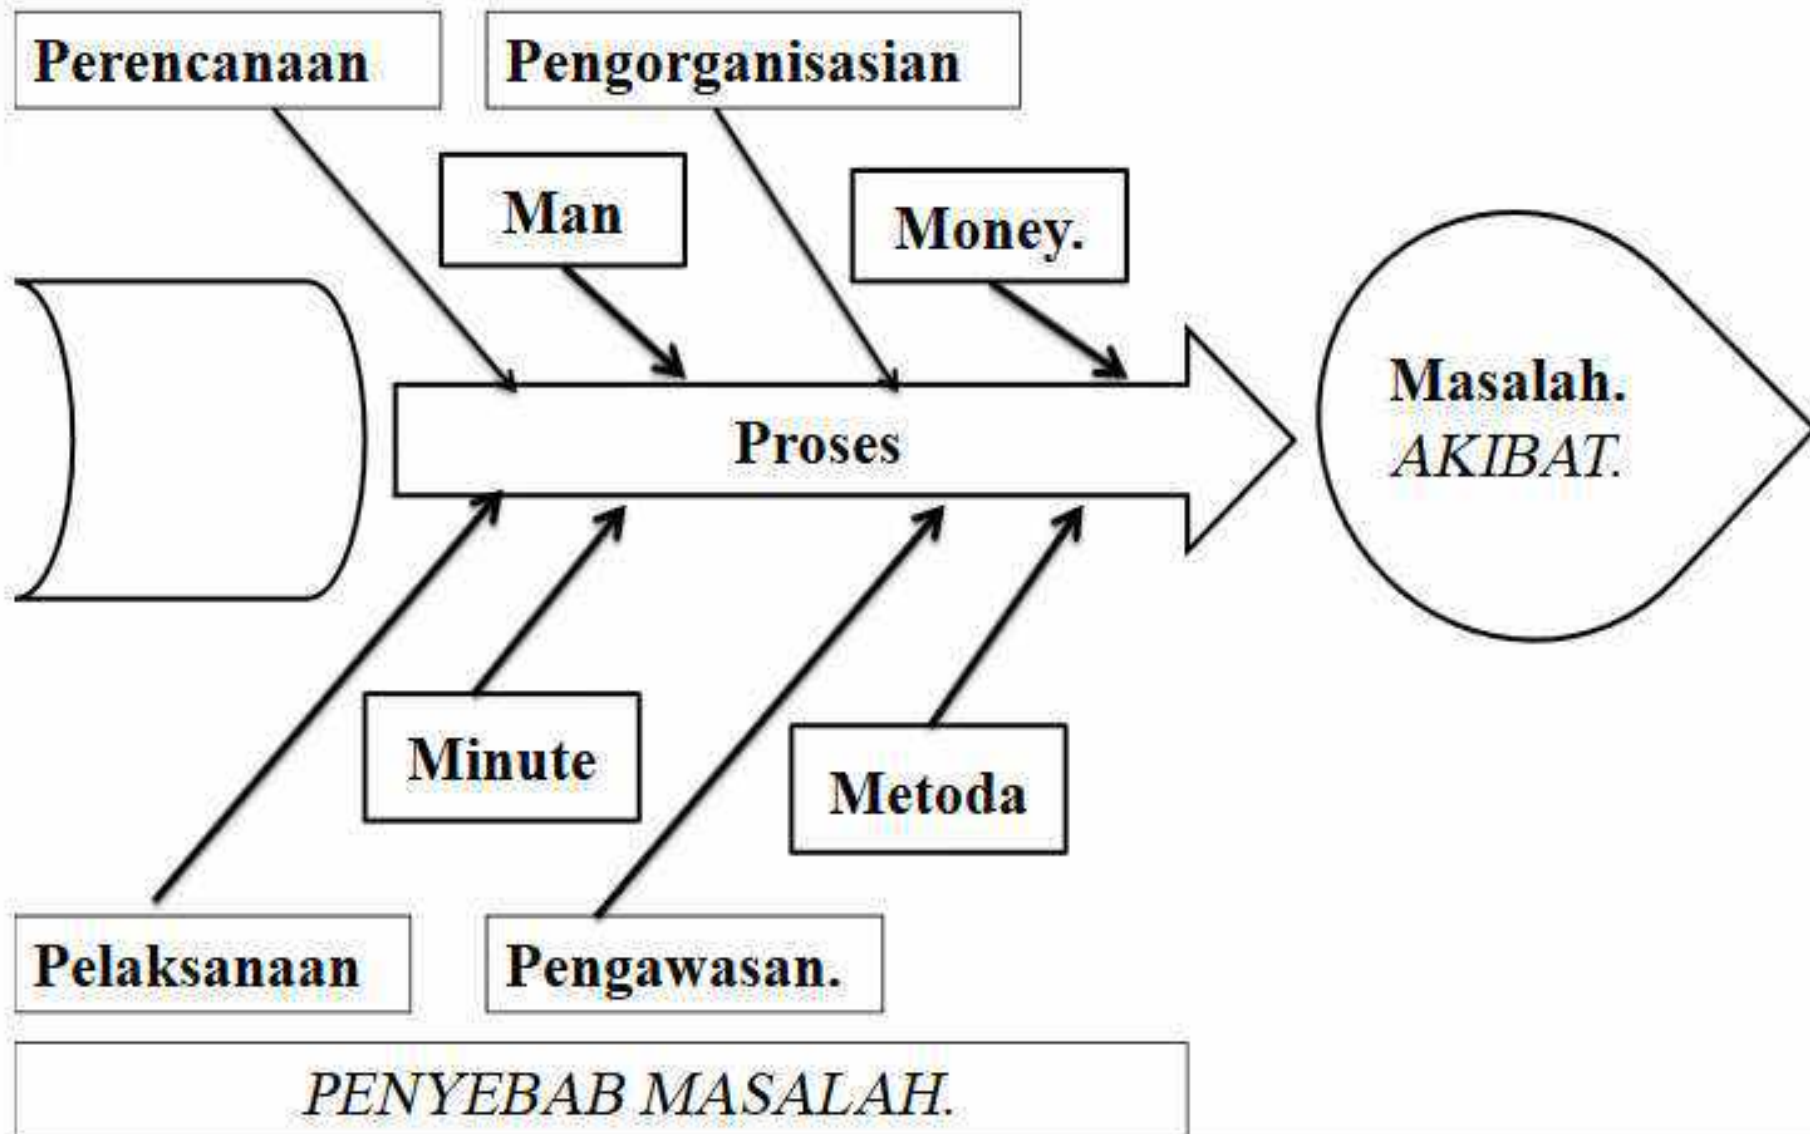 Perencanaan
Pengorganisasian
Man
Money.
Masalah.
AKIBAT.
Proses
Minute
Metoda
Pelaksanaan
Pengawasan.
PENYEBAB MASALAH.